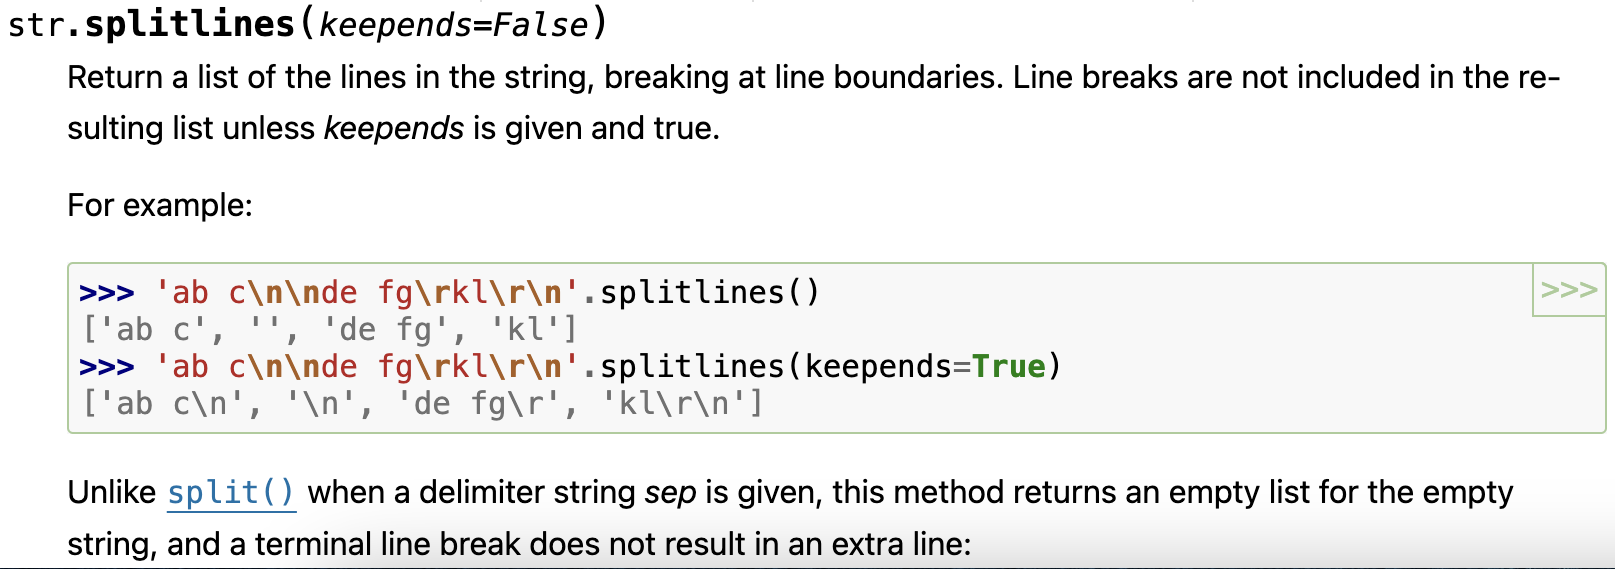 str.splitlines(keepends=False)
Return a list of the lines in the string, breaking at line boundaries. Line breaks are not included in the re-
sulting list unless keepends is given and true.
For example:
>>> 'ab c\n\nde fg\rkl\r\n'.splitlines()
>>>
['ab c', '', 'de fg', 'kl']
>>> 'ab c\n\nde fg\rkl\r\n'.splitlines(keepends=True)
['ab c\n', '\n', 'de fg\r', 'kl\r\n']
Unlike split() when a delimiter string sep is given, this method returns an empty list for the empty
string, and a terminal line break does not result in an extra line: